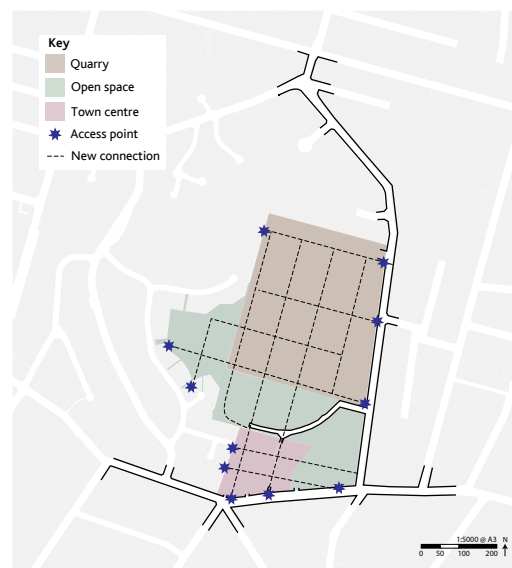 Key
Quarry
Open space
Town centre
Access point
New connection
1:5000 @ A3 N
0 50 100 200